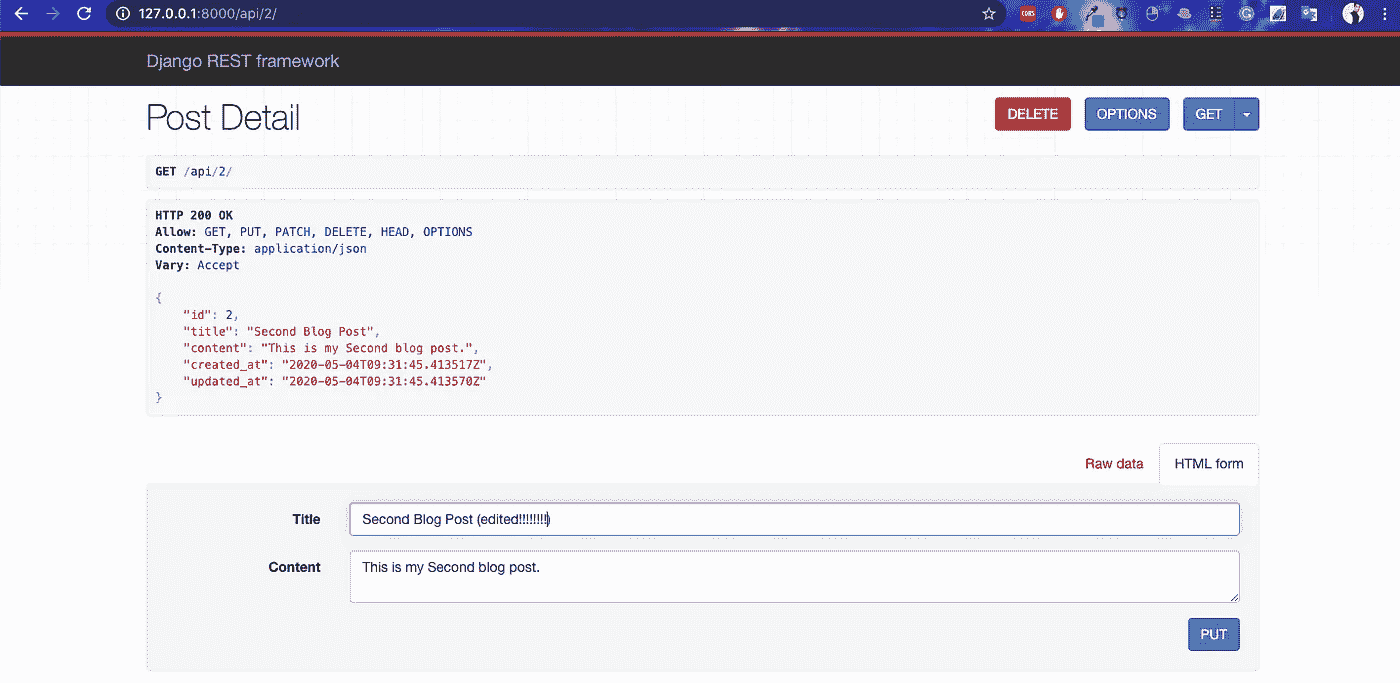 127.0.0.1:8000/api/2/
Django REST framework
Post Detail
DELETE
OPTIONS
GET
GET /api/2/
HTTP 200 OK
Allow: GET, PUT, PATCH, DELETE, HEAD, OPTIONS
Content-Type: application/json
Vary: Accept
{
"id": 2,
"title": "Second Blog Post",
"content": "This is my Second blog post.",
"created_at": "2020-05-04T09:31:45.413517Z",
"updated_at": "2020-05-04T09:31:45.413570Z"
}
Raw data
HTML form
Title
Second Blog Post (edited!!!!!!!!)
Content
This is my Second blog post.
PUT